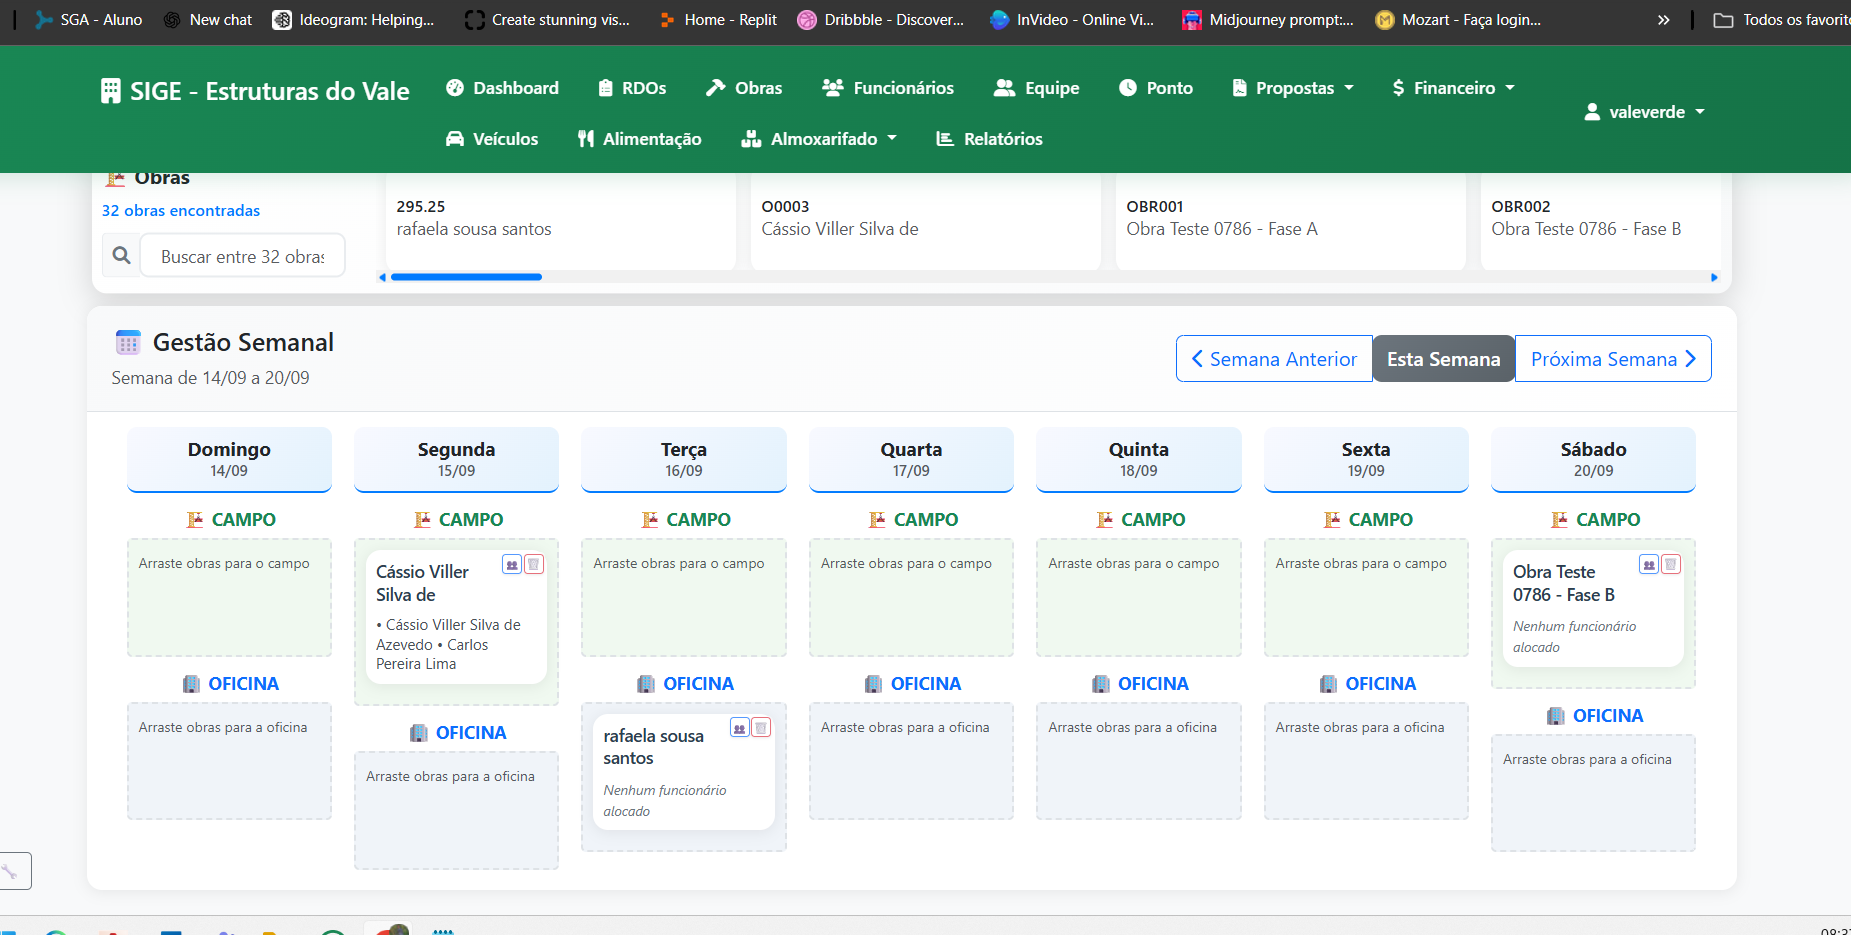 SGA - Aluno
New chat
Ideogram: Helping...
Create stunning vis...
Home - Replit
Dribbble - Discover...
InVideo - Online Vi...
Midjourney prompt:...
Mozart - Faça login...
Todos os favorit
SIGE - Estruturas do Vale
Dashboard
RDOs
Obras
Funcionários
Equipe
Ponto
Propostas
Financeiro
valeverde
Veículos
Alimentação
Almoxarifado
Relatórios
Obras
32 obras encontradas
Buscar entre 32 obras
295.25
rafaela sousa santos
O0003
Cássio Viller Silva de
OBR001
Obra Teste 0786 - Fase A
OBR002
Obra Teste 0786 - Fase B
Gestão Semanal
Semana de 14/09 a 20/09
Semana Anterior
Esta Semana
Próxima Semana
Domingo
14/09
CAMPO
Arraste obras para o campo
OFICINA
Arraste obras para a oficina
Segunda
15/09
CAMPO
Cássio Viller
Silva de
• Cássio Viller Silva de
Azevedo • Carlos
Pereira Lima
OFICINA
Arraste obras para a oficina
Terça
16/09
CAMPO
Arraste obras para o campo
OFICINA
rafaela sousa
santos
Nenhum funcionário
alocado
Quarta
17/09
CAMPO
Arraste obras para o campo
OFICINA
Arraste obras para a oficina
Quinta
18/09
CAMPO
Arraste obras para o campo
OFICINA
Arraste obras para a oficina
Sexta
19/09
CAMPO
Arraste obras para o campo
OFICINA
Arraste obras para a oficina
Sábado
20/09
CAMPO
Obra Teste
0786 - Fase B
Nenhum funcionário
alocado
OFICINA
Arraste obras para a oficina